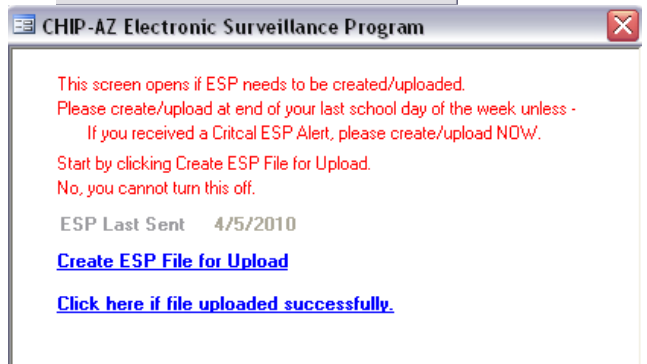 CHIP-AZ Electronic Surveillance Program
This screen opens if ESP needs to be created/uploaded.
Please create/upload at end of your last school day of the week unless -
If you received a Critcal ESP Alert, please create/upload NOW.
Start by clicking Create ESP File for Upload.
No, you cannot turn this off.
ESP Last Sent 4/5/2010
Create ESP File for Upload
Click here if file uploaded successfully.